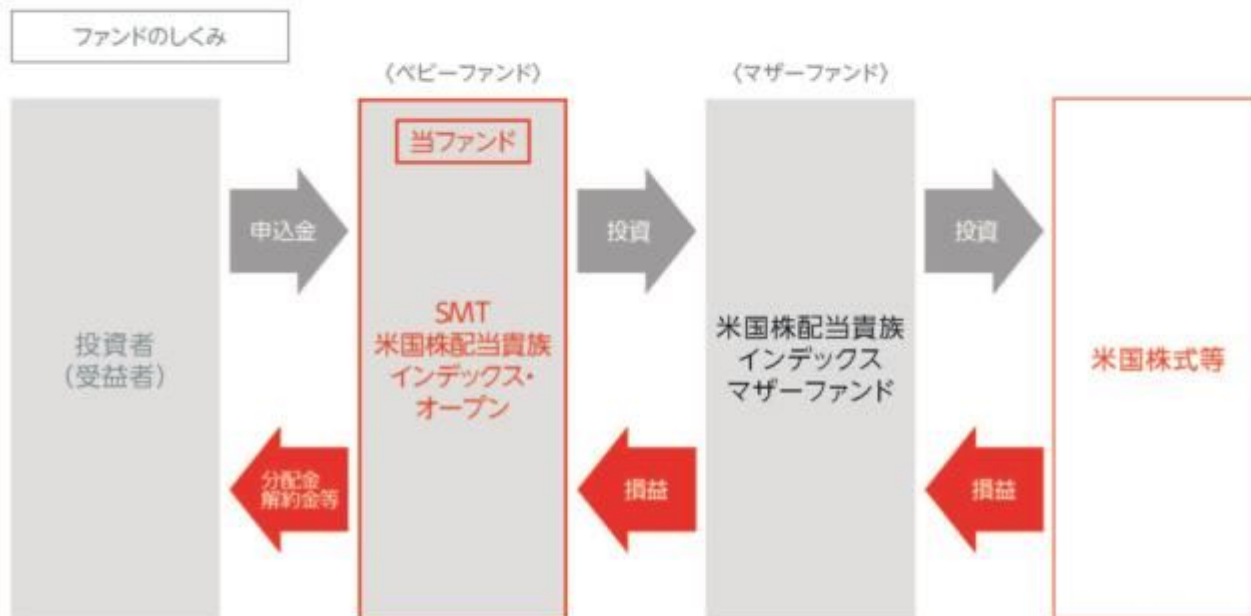 ファンドのしくみ
〈ベビーファンド〉
〈マザーファンド〉
当ファンド
申込金
投資
投資
投資者
(受益者)
SMT
米国株配当貴族
インデックス・
オープン
米国株配当貴族
インデックス
マザーファンド
米国株式等
分配金
解約金等
損益
損益